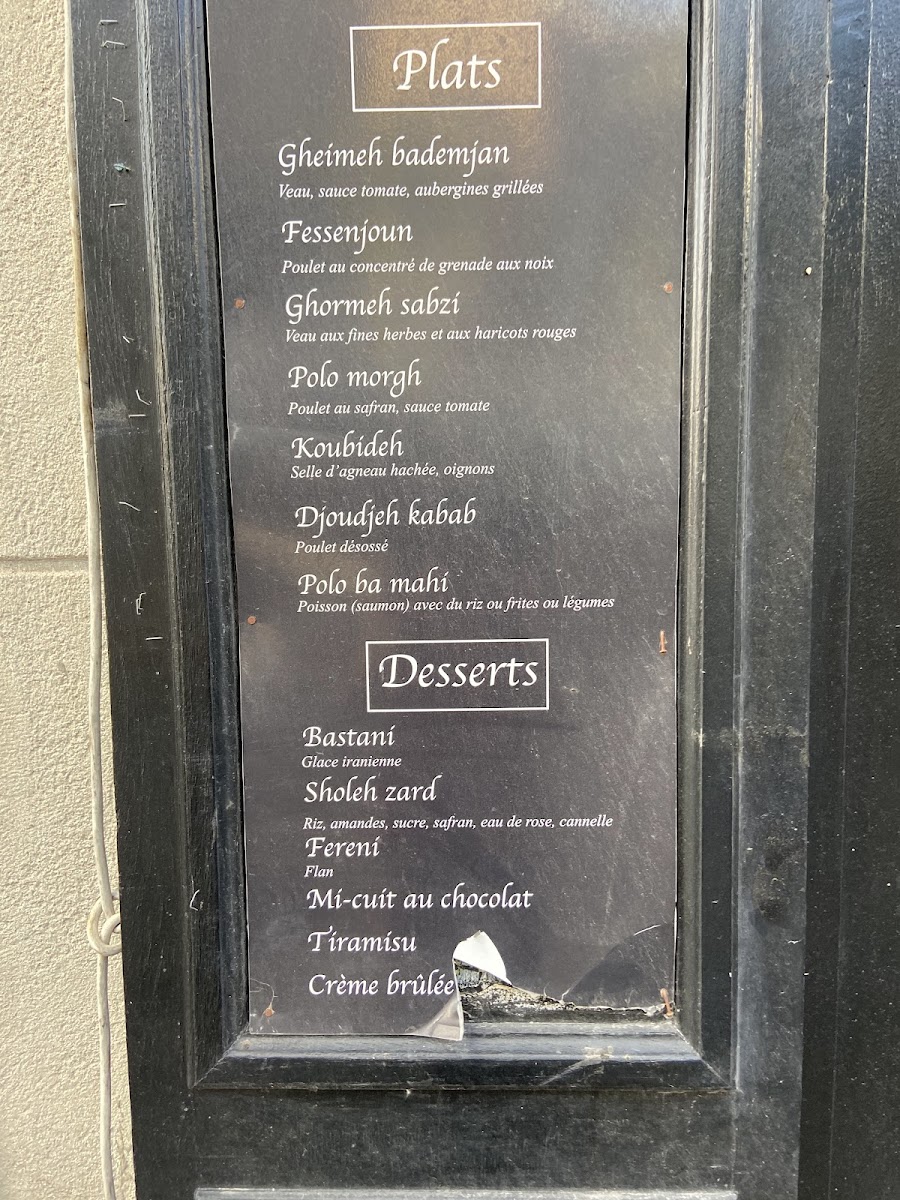 Plats
Gheimeh bademjan
Veau, sauce tomate, aubergines grillées
Fessenjoun
Poulet au concentré de grenade aux noix
Ghormeh sabzi
Veau aux fines herbes et aux haricots rouges
Polo morgh
Poulet au safran, sauce tomate
Koubideh
Selle d'agneau hachée, oignons
Djoudjeh kabab
Poulet désossé
Polo ba mahi
Poisson (saumon) avec du riz ou frites ou légumes
Desserts
Bastani
Glace iranienne
Sholeh zard
Riz, amandes, sucre, safran, eau de rose, cannelle
Fereni
Flan
Mi-cuit au chocolat
Tiramisu
Crème brûlée